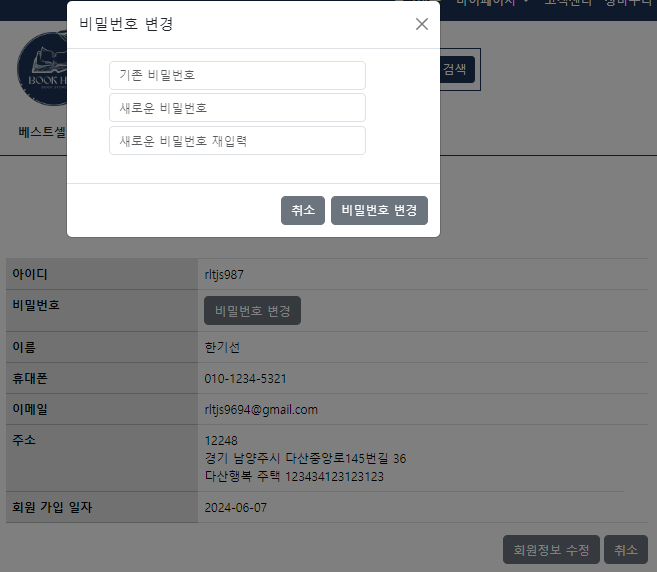 마이페이지
고객센터
장바구니
비밀번호 변경
기존 비밀번호
새로운 비밀번호
새로운 비밀번호 재입력
취소 비밀번호 변경
검색
BOOK
베스트셀
아이디 rltjs987
비밀번호 비밀번호 변경
이름 한기선
휴대폰 010-1234-5321
이메일 rltjs9694@gmail.com
주소 12248
경기 남양주시 다산중앙로145번길 36
다산행복 주택 123434123123123
회원 가입 일자 2024-06-07
회원정보 수정 취소